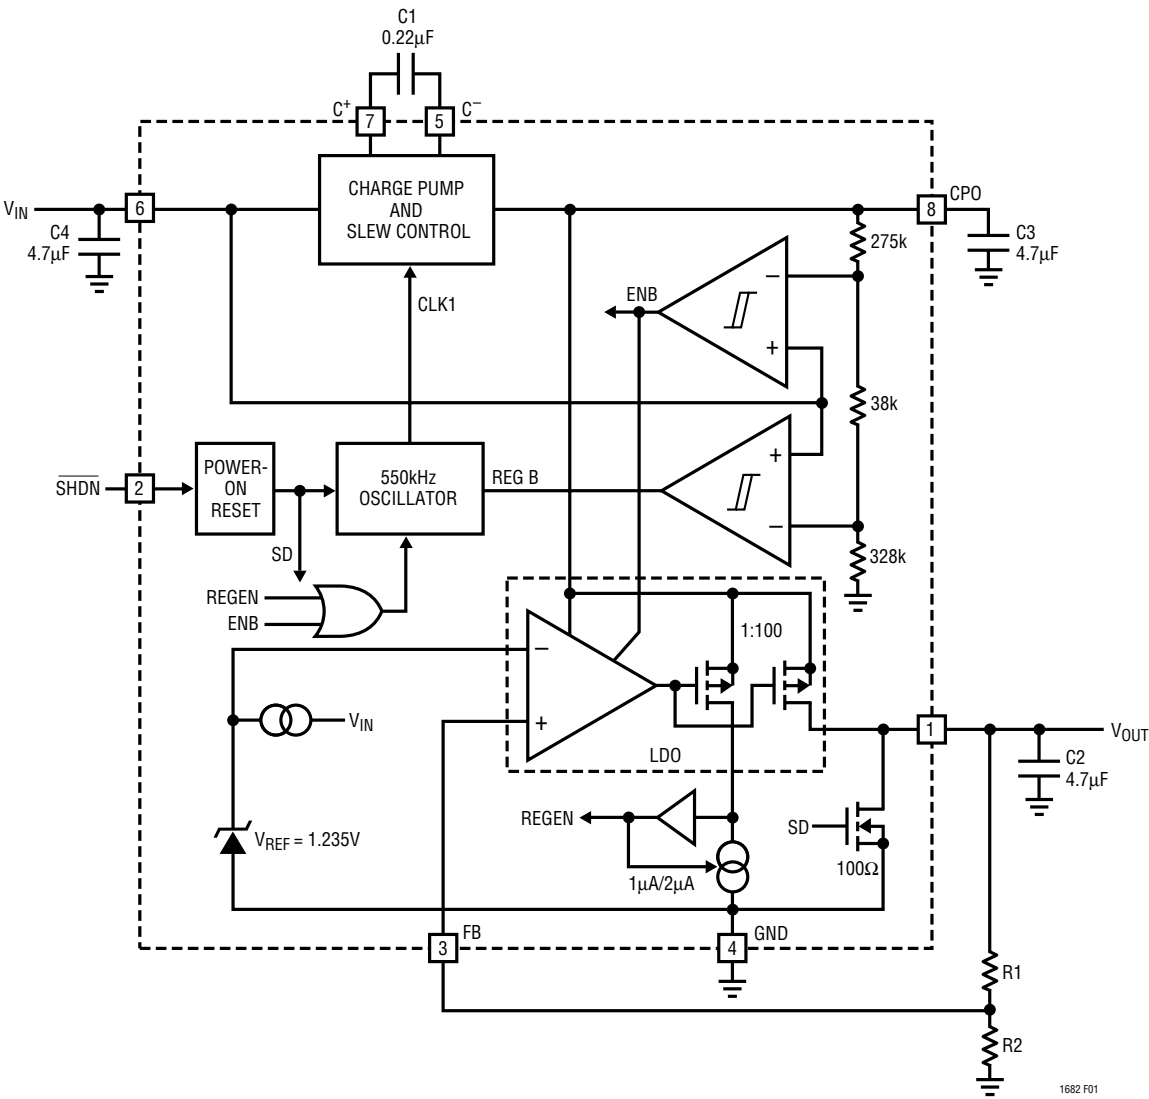 C1
0.22µF
C+
7
5
C−
CHARGE PUMP
AND
SLEW CONTROL
VIN
6
8
CPO
C4
4.7µF
275k
C3
4.7µF
CLK1
ENB
−
+
38k
SHDN
2
POWER-
ON
RESET
550kHz
OSCILLATOR
REG B
+
−
328k
SD
REGEN
ENB
1:100
−
+
VIN
LDO
1
VOUT
C2
4.7µF
REGEN
SD
VREF = 1.235V
1µA/2µA
100Ω
FB
3
4
GND
R1
R2
1682 F01